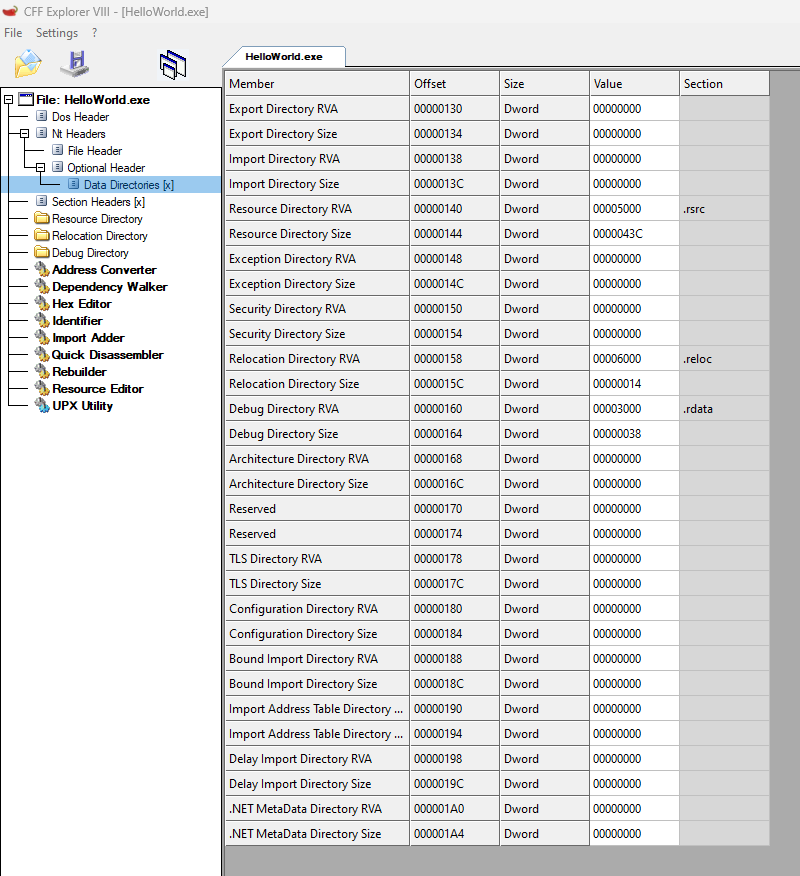 CFF Explorer VIII - [HelloWorld.exe]
File Settings ?
HelloWorld.exe
File: HelloWorld.exe
Dos Header
Nt Headers
File Header
Optional Header
Data Directories [x]
Section Headers [x]
Resource Directory
Relocation Directory
Debug Directory
Address Converter
Dependency Walker
Hex Editor
Identifier
Import Adder
Quick Disassembler
Rebuilder
Resource Editor
UPX Utility
Member Offset Size Value Section
Export Directory RVA 00000130 Dword 00000000
Export Directory Size 00000134 Dword 00000000
Import Directory RVA 00000138 Dword 00000000
Import Directory Size 0000013C Dword 00000000
Resource Directory RVA 00000140 Dword 00005000 .rsrc
Resource Directory Size 00000144 Dword 0000043C
Exception Directory RVA 00000148 Dword 00000000
Exception Directory Size 0000014C Dword 00000000
Security Directory RVA 00000150 Dword 00000000
Security Directory Size 00000154 Dword 00000000
Relocation Directory RVA 00000158 Dword 00006000 .reloc
Relocation Directory Size 0000015C Dword 00000014
Debug Directory RVA 00000160 Dword 00003000 .rdata
Debug Directory Size 00000164 Dword 00000038
Architecture Directory RVA 00000168 Dword 00000000
Architecture Directory Size 0000016C Dword 00000000
Reserved 00000170 Dword 00000000
Reserved 00000174 Dword 00000000
TLS Directory RVA 00000178 Dword 00000000
TLS Directory Size 0000017C Dword 00000000
Configuration Directory RVA 00000180 Dword 00000000
Configuration Directory Size 00000184 Dword 00000000
Bound Import Directory RVA 00000188 Dword 00000000
Bound Import Directory Size 0000018C Dword 00000000
Import Address Table Directory ... 00000190 Dword 00000000
Import Address Table Directory ... 00000194 Dword 00000000
Delay Import Directory RVA 00000198 Dword 00000000
Delay Import Directory Size 0000019C Dword 00000000
.NET MetaData Directory RVA 000001A0 Dword 00000000
.NET MetaData Directory Size 000001A4 Dword 00000000